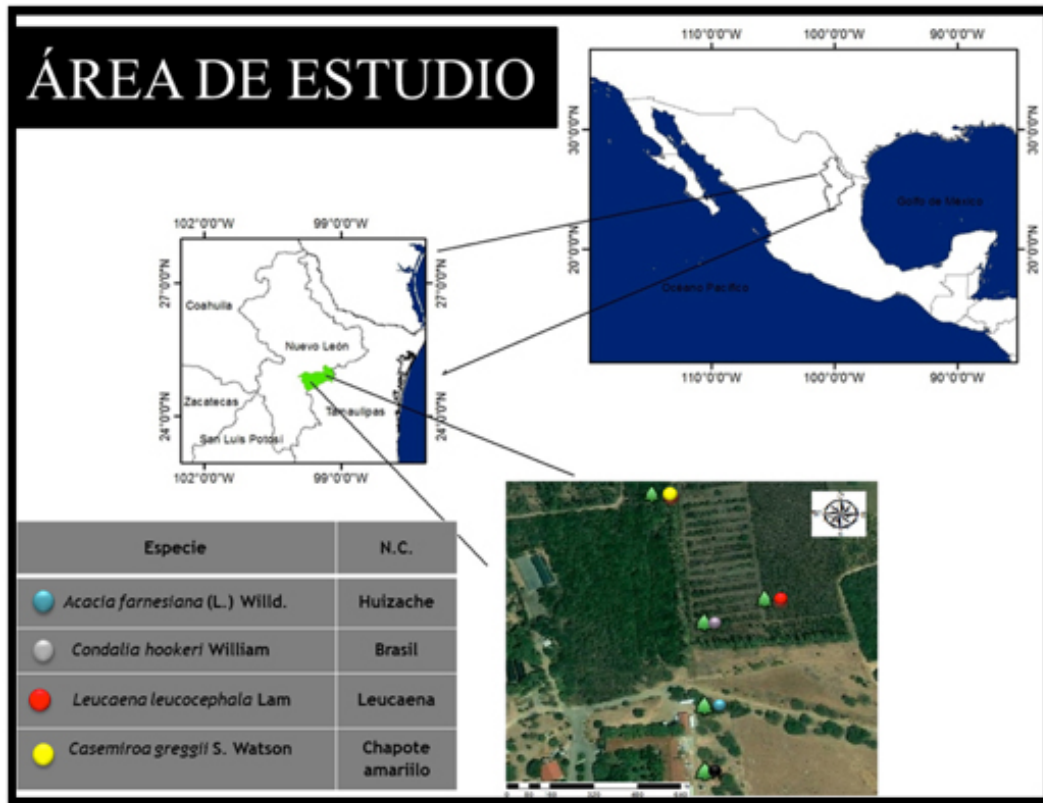 ÁREA DE ESTUDIO
110°0'0"W 100°0'0"W 90°0'0"W
30°0'0"N 30°0'0"N
20°0'0"N 20°0'0"N
Golfo de México
Oceano Pacífico
110°0'0"W 100°0'0"W 90°0'0"W
102°0'0"W 99°0'0"W
27°0'0"N 27°0'0"N
24°0'0"N 24°0'0"N
Coahuila
Nuevo León
Zacatecas
Tamaulipas
San Luis Potosí
102°0'0"W 99°0'0"W
Especie N.C.
Acacia farnesiana (L.) Willd. Huizache
Condalia hookeri William Brasil
Leucaena leucocephala Lam Leucaena
Casemiroa greggii S. Watson Chapote
amariilo